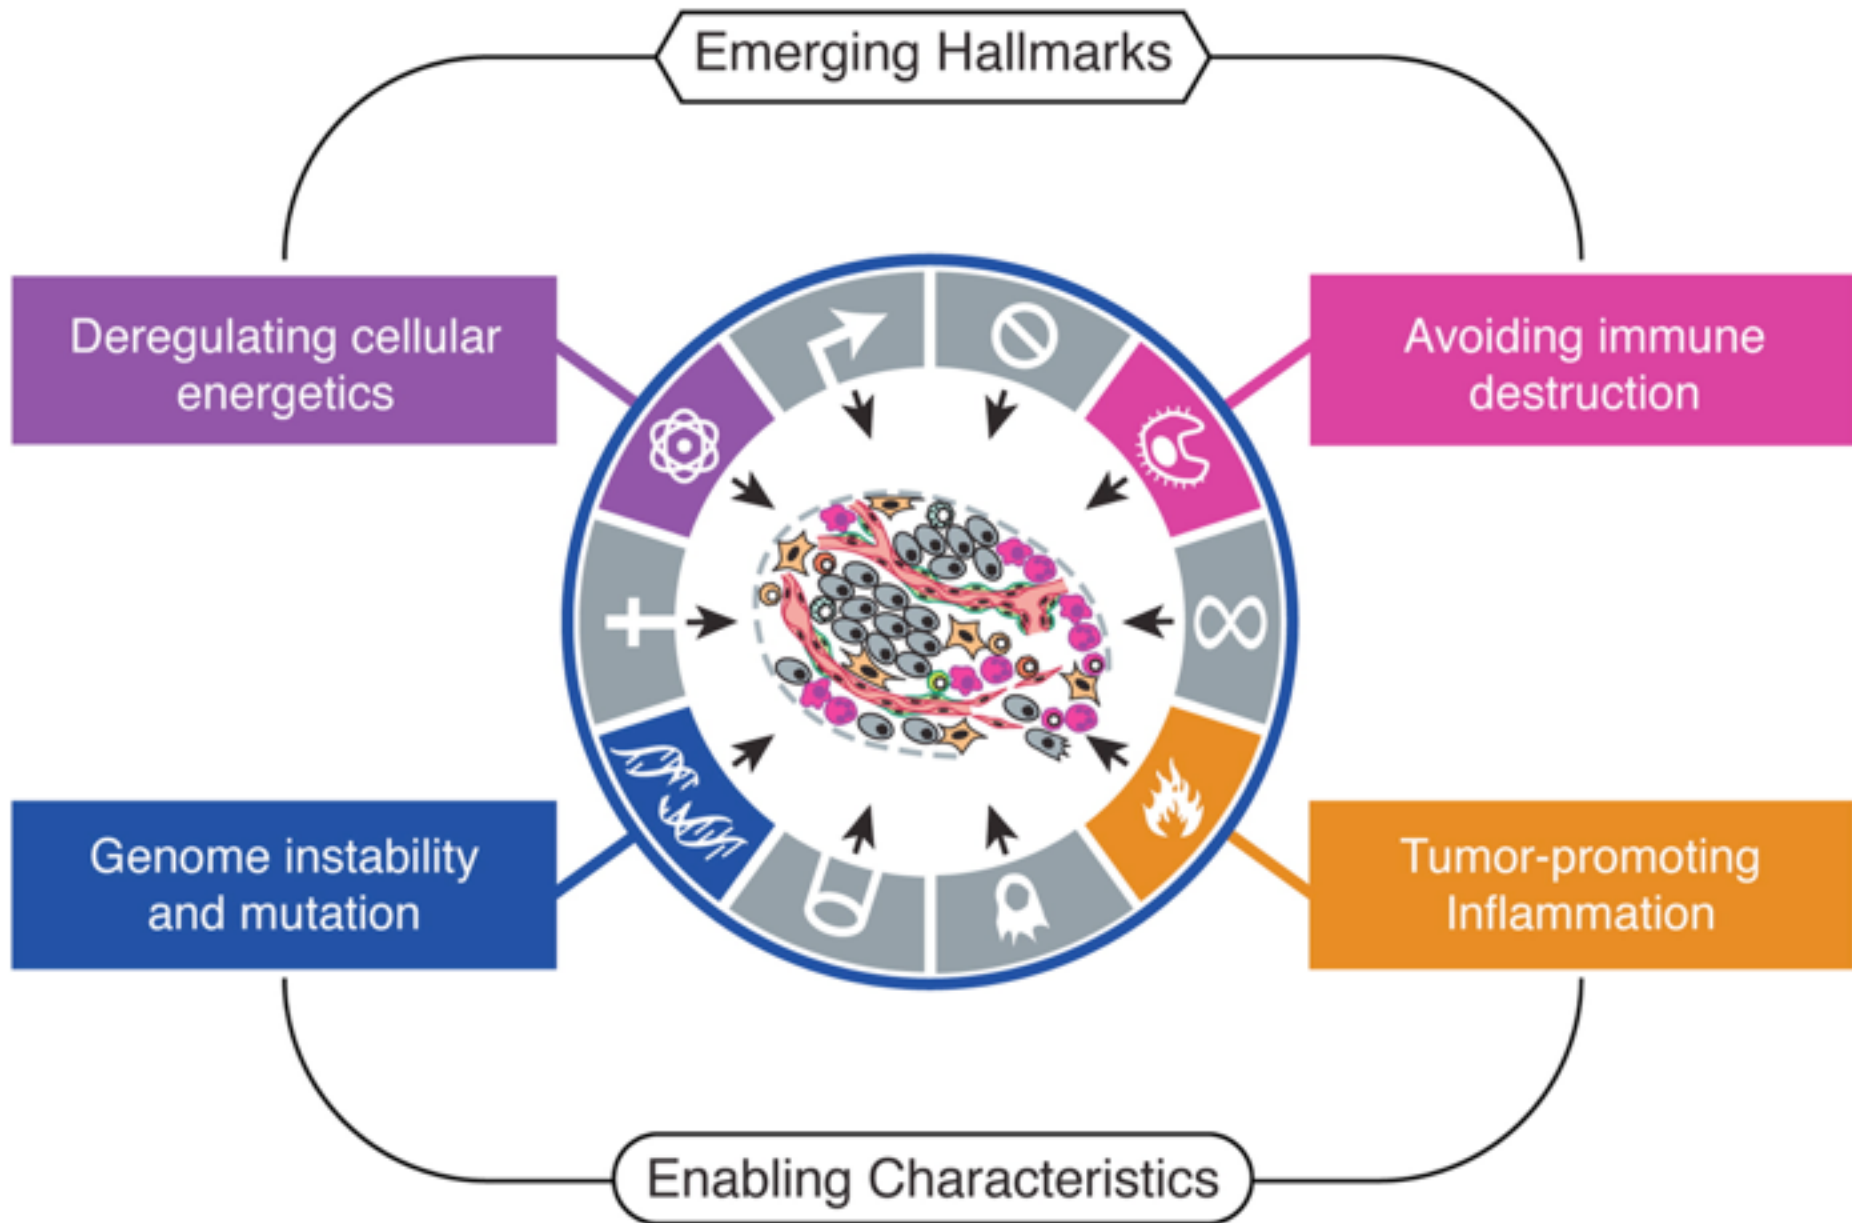 Emerging Hallmarks
Deregulating cellular
energetics
Avoiding immune
destruction
Genome instability
and mutation
Tumor-promoting
Inflammation
Enabling Characteristics